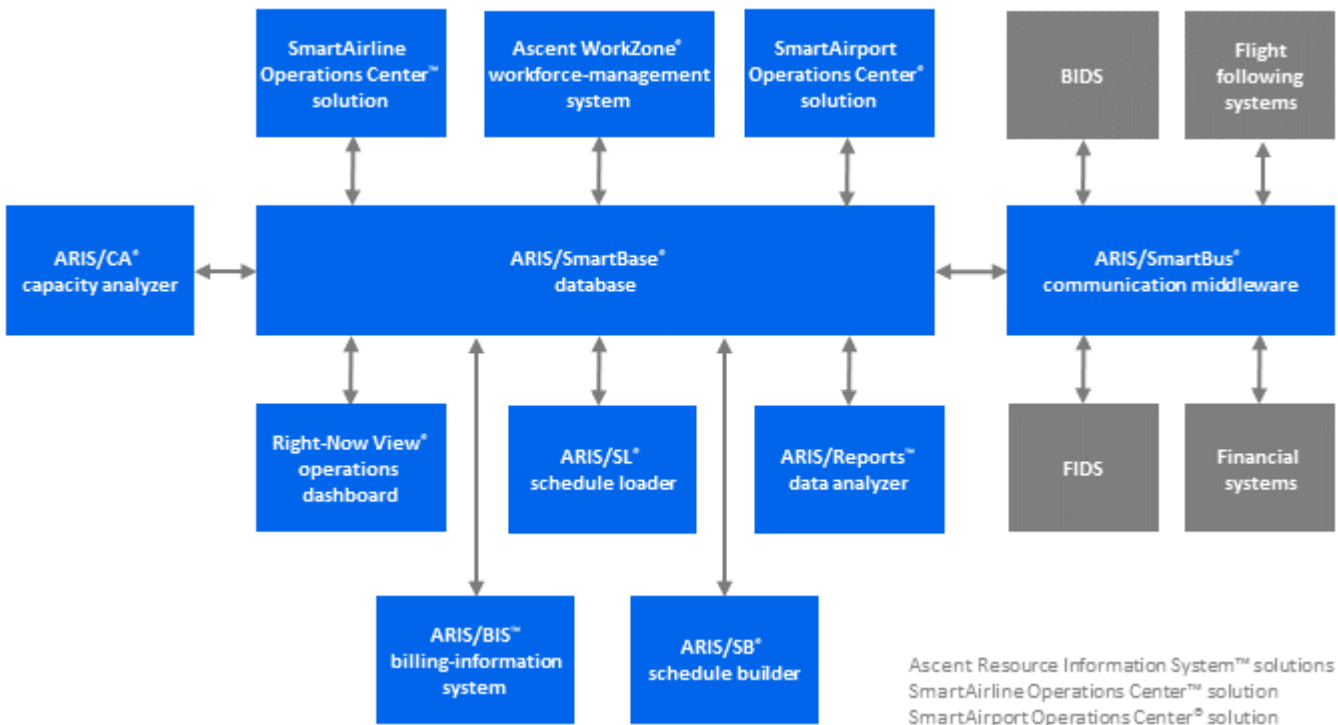 SmartAirline
Operations Center™
solution
Ascent WorkZone®
workforce-management
system
SmartAirport
Operations Center®
solution
BIDS
Flight
following
systems
ARIS/CA®
capacity analyzer
ARIS/SmartBase®
database
ARIS/SmartBus®
communication middleware
Right-Now View®
operations
dashboard
ARIS/SL®
schedule loader
ARIS/Reports™
data analyzer
FIDS
Financial
systems
ARIS/BIS™
billing-information
system
ARIS/SB®
schedule builder
Ascent Resource Information System™ solutions
SmartAirline Operations Center™ solution
SmartAirport Operations Center® solution